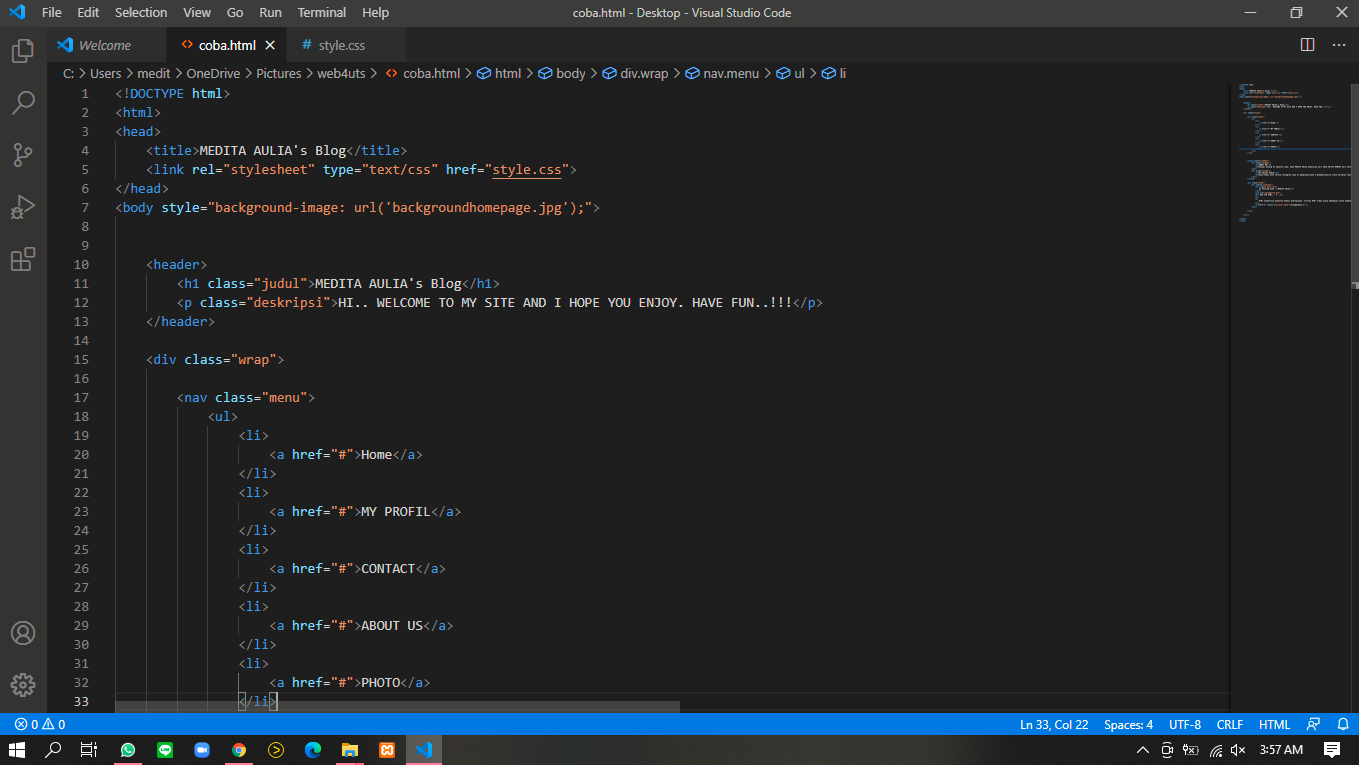 File Edit Selection View Go Run Terminal Help coba.html - Desktop - Visual Studio Code
Welcome <> coba.html # style.css
C: > Users > medit > OneDrive > Pictures > web4uts > <> coba.html > html > body > div.wrap > nav.menu > ul > li
1 <!DOCTYPE html>
2 <html>
3 <head>
4 <title>MEDITA AULIA's Blog</title>
5 <link rel="stylesheet" type="text/css" href="style.css">
6 </head>
7 <body style="background-image: url('backgroundhomepage.jpg');">
8
9
10 <header>
11 <h1 class="judul">MEDITA AULIA's Blog</h1>
12 <p class="deskripsi">HI.. WELCOME TO MY SITE AND I HOPE YOU ENJOY. HAVE FUN..!!!</p>
13 </header>
14
15 <div class="wrap">
16
17 <nav class="menu">
18 <ul>
19 <li>
20 <a href="#">Home</a>
21 </li>
22 <li>
23 <a href="#">MY PROFIL</a>
24 </li>
25 <li>
26 <a href="#">CONTACT</a>
27 </li>
28 <li>
29 <a href="#">ABOUT US</a>
30 </li>
31 <li>
32 <a href="#">PHOTO</a>
33 </li>
0 0 Ln 33, Col 22 Spaces: 4 UTF-8 CRLF HTML
3:57 AM